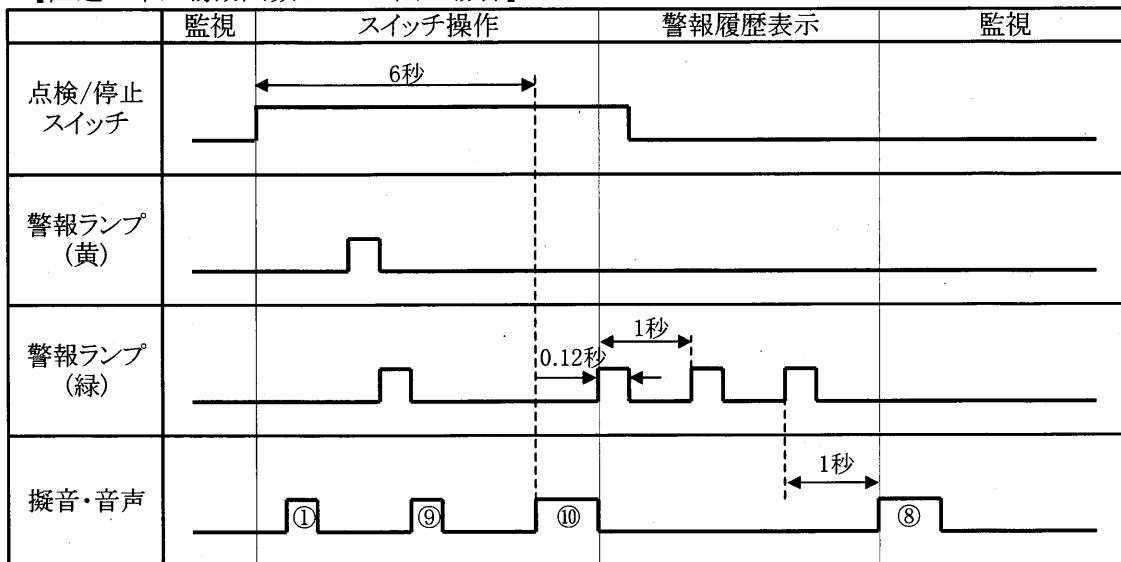 監視 スイッチ操作 警報履歴表示 監視
点検/停止
スイッチ
6秒
警報ランプ
(黄)
警報ランプ
(緑)
0.12秒
1秒
擬音・音声
①
⑨
⑩
1秒
⑧